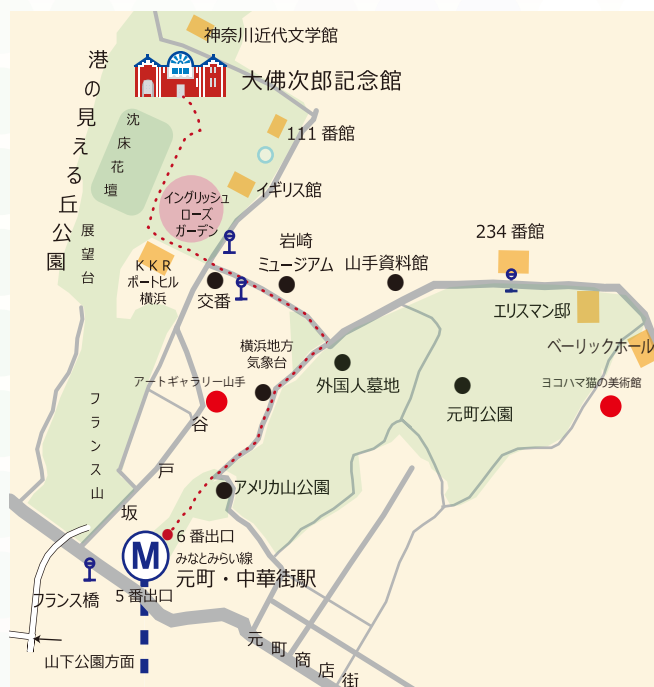 神奈川近代文学館
大佛次郎記念館
港の見える丘公園
沈床花壇
111 番館
イギリス館
イングリッシュ
ローズ
ガーデン
展望台
岩崎
ミュージアム
山手資料館
234 番館
KKR
ポートヒル
横浜
交番
エリスマン邸
ベーリックホール
横浜地方
気象台
外国人墓地
アートギャラリー山手
ヨコハマ猫の美術館
元町公園
フランス山
谷戸坂
アメリカ山公園
6 番出口
M
みなとみらい線
元町・中華街駅
5 番出口
フランス橋
山下公園方面
元町商店街